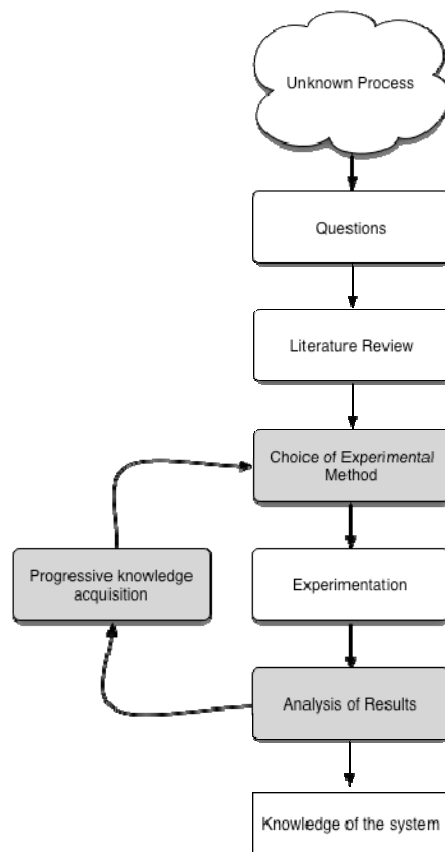 Unknown Process
Questions
Literature Review
Choice of Experimental
Method
Progressive knowledge
acquisition
Experimentation
Analysis of Results
Knowledge of the system